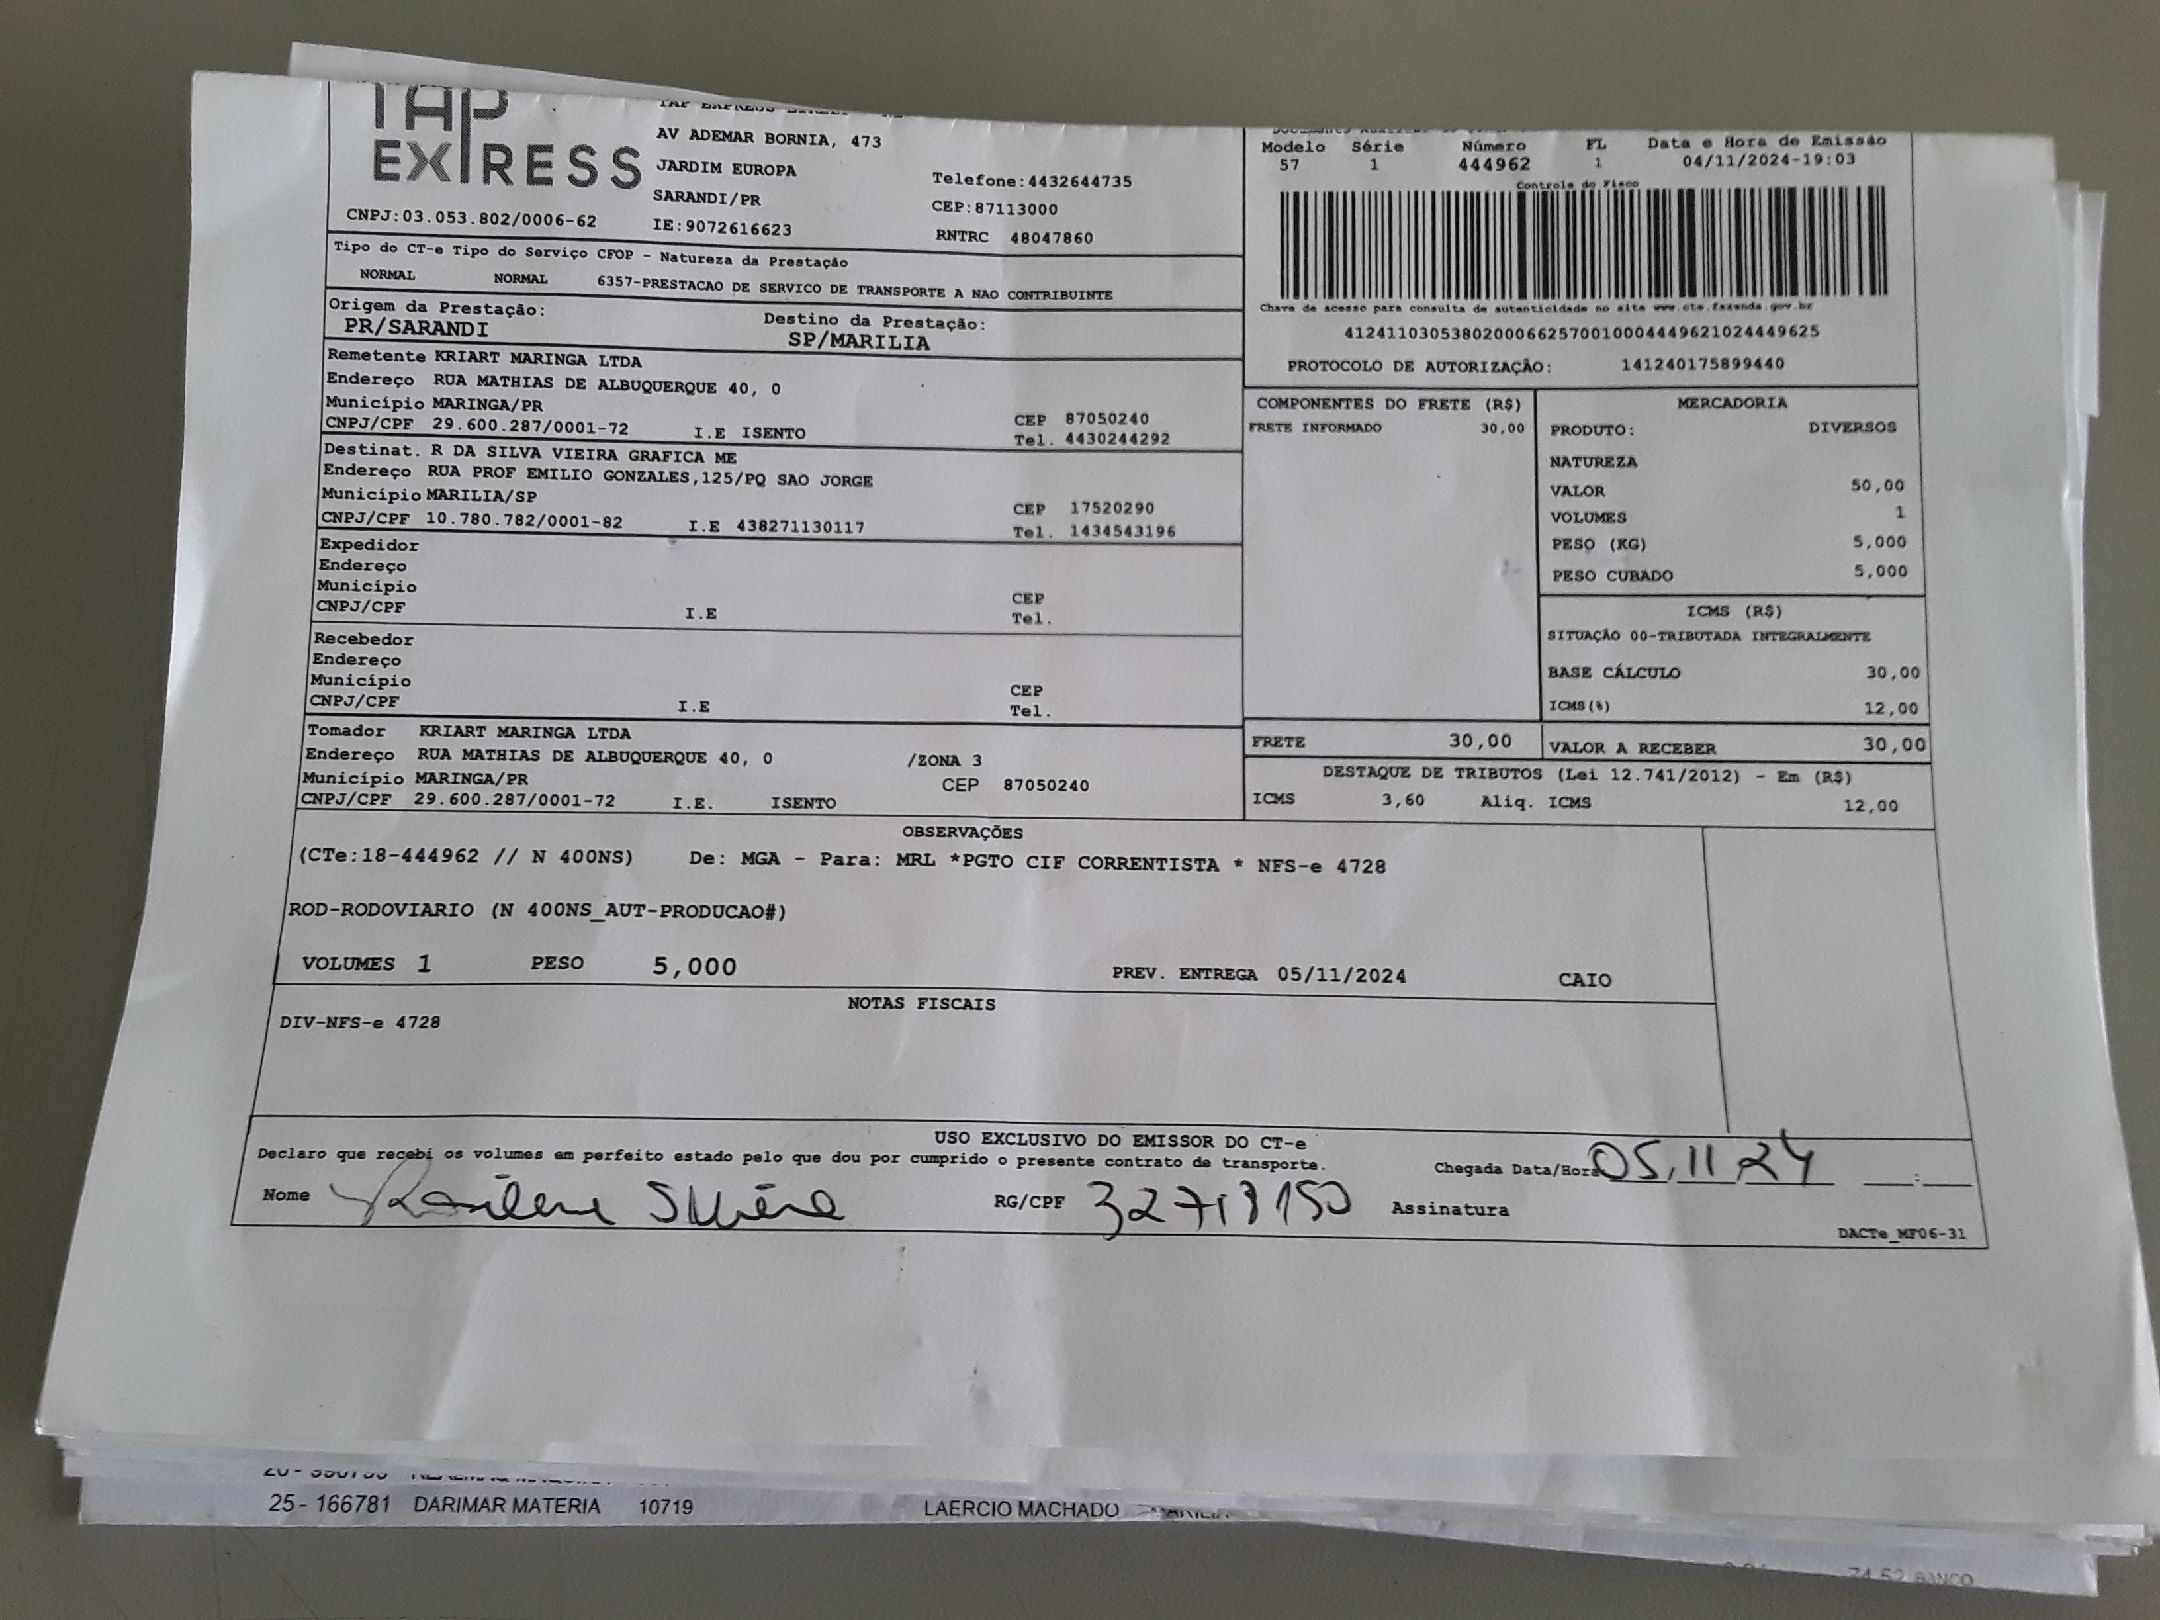 TAP
EXPRESS
AV ADEMAR BORNIA, 473
JARDIM EUROPA
SARANDI/PR
Telefone:4432644735
CEP:87113000
CNPJ:03.053.802/0006-62
IE:9072616623
RNTRC 48047860
Modelo Série Número FL Data e Hora de Emissão
57 1 444962 1 04/11/2024-19:03
Controle do Fisco
Chave de acesso para consulta de autenticidade no site www.cte.fazenda.gov.br
41241103053802000662570010004449621024449625
PROTOCOLO DE AUTORIZAÇÃO: 141240175899440
Tipo do CT-e Tipo do Serviço CFOP - Natureza da Prestação
NORMAL NORMAL 6357-PRESTACAO DE SERVICO DE TRANSPORTE A NAO CONTRIBUINTE
Origem da Prestação: Destino da Prestação:
PR/SARANDI SP/MARILIA
Remetente KRIART MARINGA LTDA
Endereço RUA MATHIAS DE ALBUQUERQUE 40, 0
Município MARINGA/PR CEP 87050240
CNPJ/CPF 29.600.287/0001-72 I.E ISENTO Tel. 4430244292
Destinat. R DA SILVA VIEIRA GRAFICA ME
Endereço RUA PROF EMILIO GONZALES,125/PQ SAO JORGE
Município MARILIA/SP CEP 17520290
CNPJ/CPF 10.780.782/0001-82 I.E 438271130117 Tel. 1434543196
Expedidor
Endereço
Município CEP
CNPJ/CPF I.E Tel.
Recebedor
Endereço
Município CEP
CNPJ/CPF I.E Tel.
Tomador KRIART MARINGA LTDA
Endereço RUA MATHIAS DE ALBUQUERQUE 40, 0 /ZONA 3
Município MARINGA/PR CEP 87050240
CNPJ/CPF 29.600.287/0001-72 I.E. ISENTO
COMPONENTES DO FRETE (R$)
FRETE INFORMADO 30,00
MERCADORIA
PRODUTO: DIVERSOS
NATUREZA
VALOR 50,00
VOLUMES 1
PESO (KG) 5,000
PESO CUBADO 5,000
ICMS (R$)
SITUAÇÃO 00-TRIBUTADA INTEGRALMENTE
BASE CÁLCULO 30,00
ICMS(%) 12,00
FRETE 30,00 VALOR A RECEBER 30,00
DESTAQUE DE TRIBUTOS (Lei 12.741/2012) - Em (R$)
ICMS 3,60 Aliq. ICMS 12,00
OBSERVAÇÕES
(CTe:18-444962 // N 400NS) De: MGA - Para: MRL *PGTO CIF CORRENTISTA * NFS-e 4728
ROD-RODOVIARIO (N 400NS_AUT-PRODUCAO#)
VOLUMES 1 PESO 5,000 PREV. ENTREGA 05/11/2024 CAIO
NOTAS FISCAIS
DIV-NFS-e 4728
USO EXCLUSIVO DO EMISSOR DO CT-e
Declaro que recebi os volumes em perfeito estado pelo que dou por cumprido o presente contrato de transporte.
Chegada Data/Hora 05,11 24 :
Nome RG/CPF Assinatura
DACTe_MF06-31
25 - 166781 DARIMAR MATERIA 10719 LAERCIO MACHADO